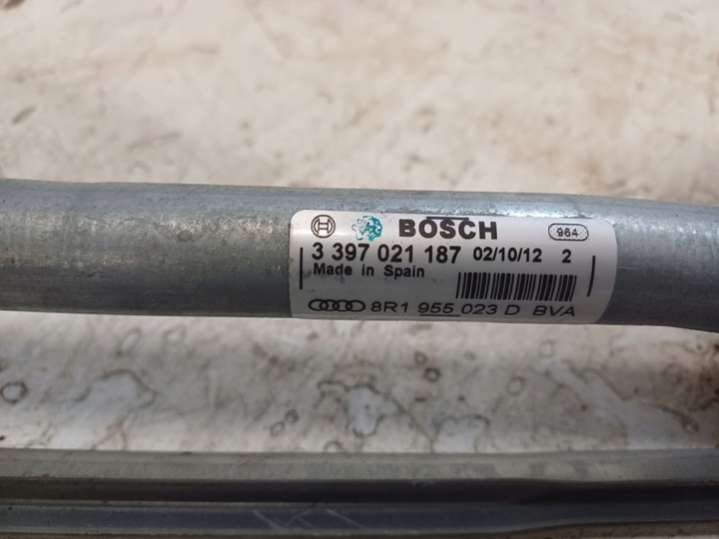 BOSCH 964
3 397 021 187 02/10/12 2
Made in Spain
8R1 955 023 D BVA